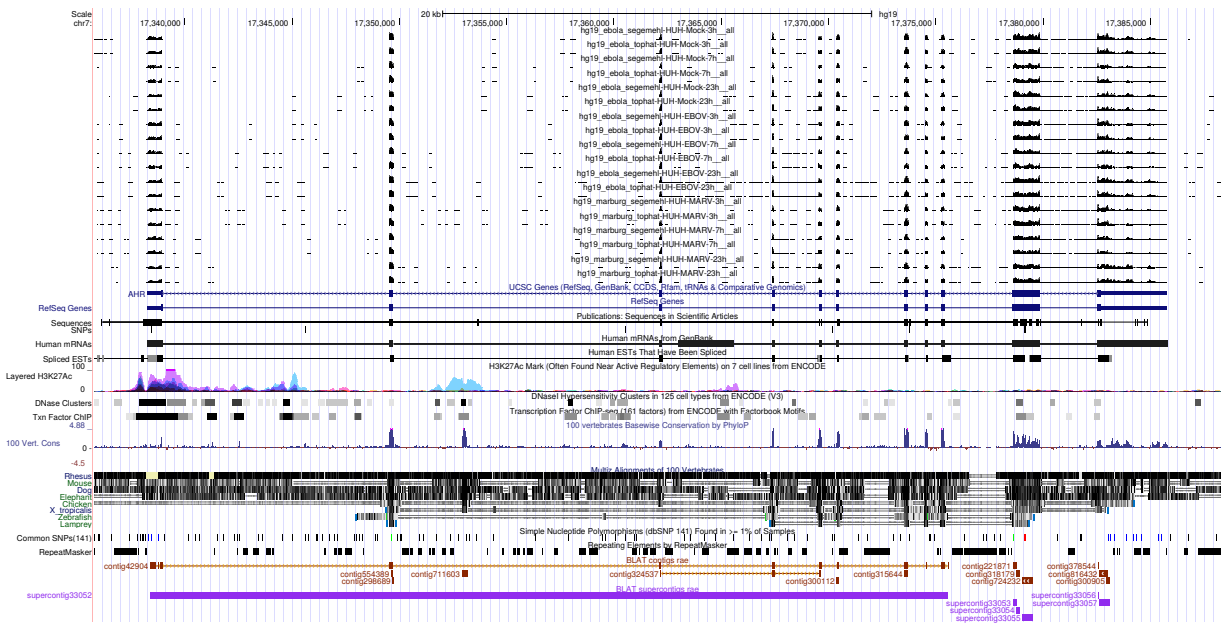 Scale 20 kb hg19
chr7: 17,340,000 17,345,000 17,350,000 17,355,000 17,360,000 17,365,000 17,370,000 17,375,000 17,380,000 17,385,000
hg19_ebola_segemehl-HUH-Mock-3h__all
hg19_ebola_tophat-HUH-Mock-3h__all
hg19_ebola_segemehl-HUH-Mock-7h__all
hg19_ebola_tophat-HUH-Mock-7h__all
hg19_ebola_segemehl-HUH-Mock-23h__all
hg19_ebola_tophat-HUH-Mock-23h__all
hg19_ebola_segemehl-HUH-EBOV-3h__all
hg19_ebola_tophat-HUH-EBOV-3h__all
hg19_ebola_segemehl-HUH-EBOV-7h__all
hg19_ebola_tophat-HUH-EBOV-7h__all
hg19_ebola_segemehl-HUH-EBOV-23h__all
hg19_ebola_tophat-HUH-EBOV-23h__all
hg19_marburg_segemehl-HUH-MARV-3h__all
hg19_marburg_tophat-HUH-MARV-3h__all
hg19_marburg_segemehl-HUH-MARV-7h__all
hg19_marburg_tophat-HUH-MARV-7h__all
hg19_marburg_segemehl-HUH-MARV-23h__all
hg19_marburg_tophat-HUH-MARV-23h__all
UCSC Genes (RefSeq, GenBank, CCDS, Rfam, tRNAs & Comparative Genomics)
AHR
RefSeq Genes
RefSeq Genes
Publications: Sequences in Scientific Articles
Sequences
SNPs
Human mRNAs from GenBank
Human mRNAs
Human ESTs That Have Been Spliced
Spliced ESTs
100
H3K27Ac Mark (Often Found Near Active Regulatory Elements) on 7 cell lines from ENCODE
Layered H3K27Ac
0
DNaseI Hypersensitivity Clusters in 125 cell types from ENCODE (V3)
DNase Clusters
Transcription Factor ChIP-seq (161 factors) from ENCODE with Factorbook Motifs
Txn Factor ChIP
4.88
100 vertebrates Basewise Conservation by PhyloP
100 Vert. Cons
0 -
-4.5
Multiz Alignments of 100 Vertebrates
Rhesus
Mouse
Dog
Elephant
Chicken
X_tropicalis
Zebrafish
Lamprey
Simple Nucleotide Polymorphisms (dbSNP 141) Found in >= 1% of Samples
Common SNPs(141)
Repeating Elements by RepeatMasker
RepeatMasker
BLAT contigs rae
contig42904 contig221871 contig378544
contig554389 contig711603 contig324537 contig315644 contig318179 contig816432
contig298689 contig300112 contig724232 contig300905
BLAT supercontigs rae
supercontig33052 supercontig33056
supercontig33053 supercontig33057
supercontig33054
supercontig33055